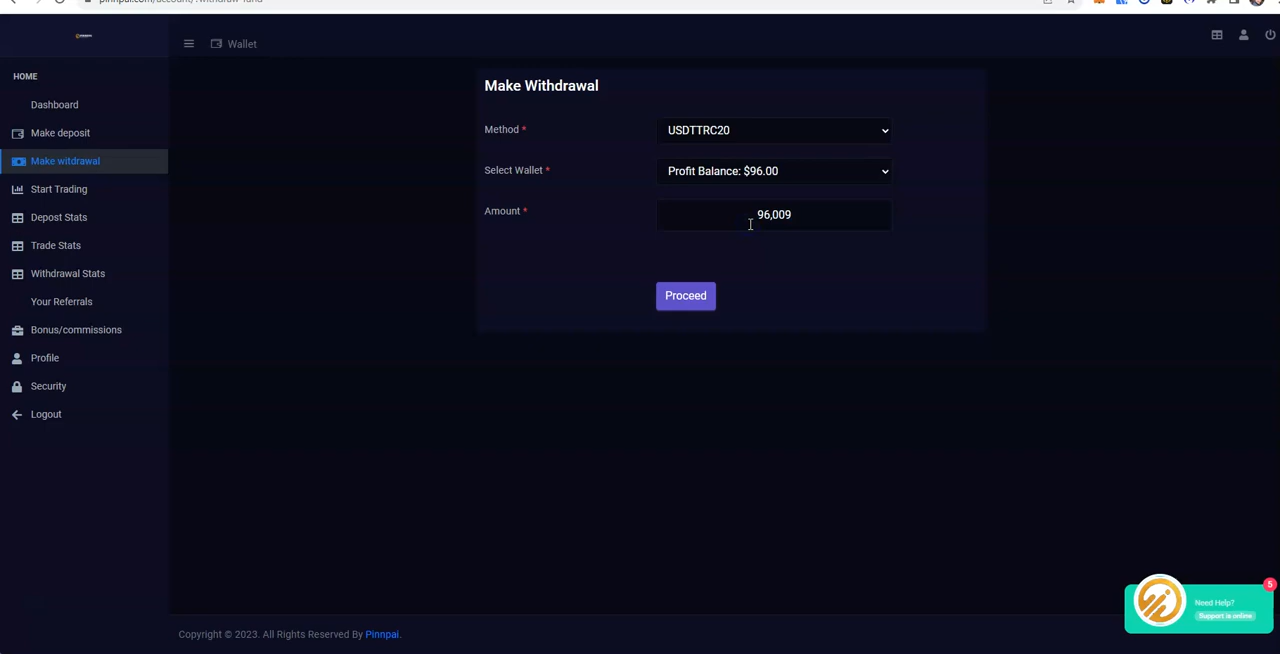 Wallet
HOME
Dashboard
Make deposit
Make witdrawal
Start Trading
Depost Stats
Trade Stats
Withdrawal Stats
Your Referrals
Bonus/commissions
Profile
Security
Logout
Make Withdrawal
Method *
USDTTRC20
Select Wallet *
Profit Balance: $96.00
Amount *
96,009
Proceed
5
Need Help?
Support is online
Copyright © 2023. All Rights Reserved By Pinnpai.